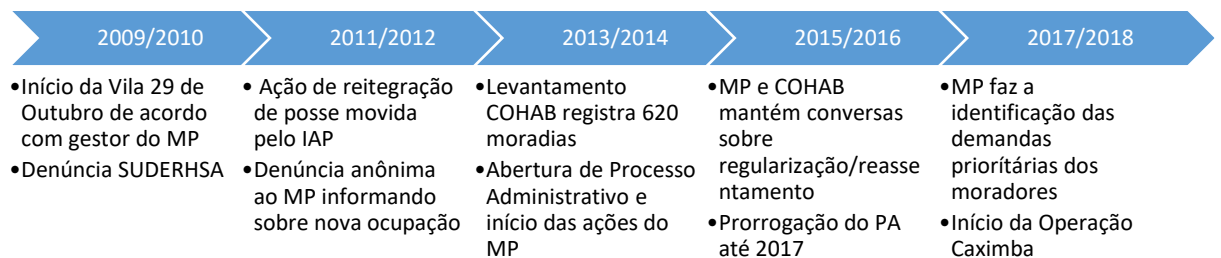 2009/2010
•Início da Vila 29 de
Outubro de acordo
com gestor do MP
•Denúncia SUDERHSA
2011/2012
• Ação de reitegração
de posse movida
pelo IAP
•Denúncia anônima
ao MP informando
sobre nova ocupação
2013/2014
•Levantamento
COHAB registra 620
moradias
•Abertura de Processo
Administrativo e
início das ações do
MP
2015/2016
•MP e COHAB
mantém conversas
sobre
regularização/reasse
ntamento
•Prorrogação do PA
até 2017
2017/2018
•MP faz a
identificação das
demandas
priorítárias dos
moradores
•Início da Operação
Caximba